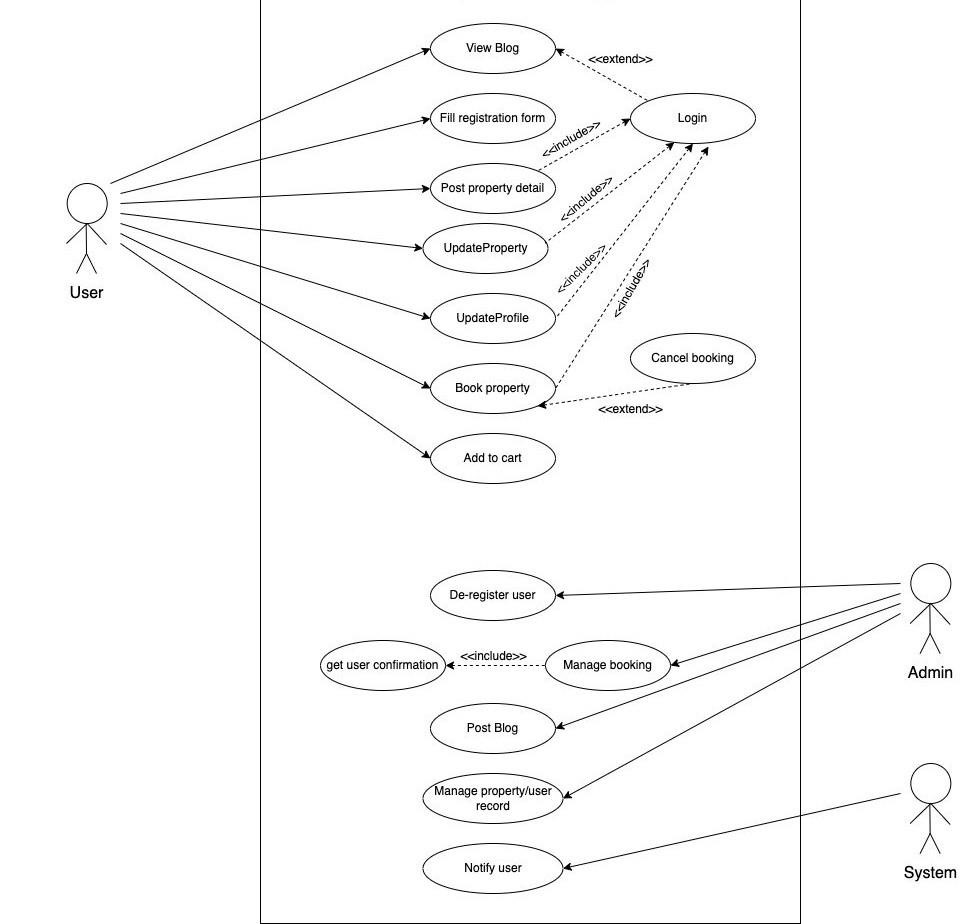 View Blog
<<extend>>
Fill registration form
Login
<<include>>
Post property detail
<<include>>
UpdateProperty
<<include>>
User
UpdateProfile
<<include>>
Cancel booking
Book property
<<extend>>
Add to cart
De-register user
get user confirmation
<<include>>
Manage booking
Admin
Post Blog
Manage property/user
record
Notify user
System